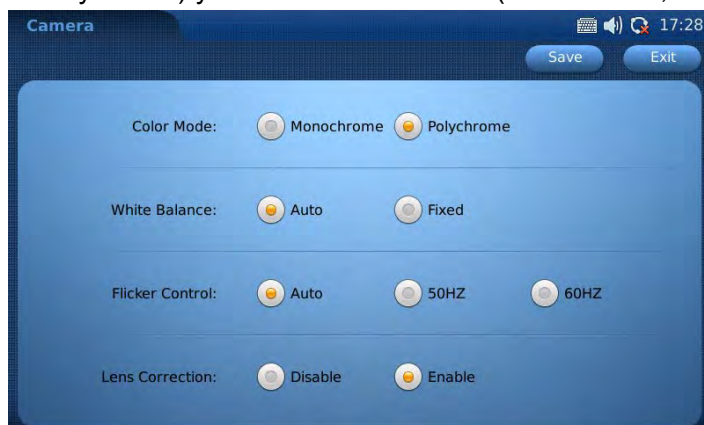 Camera 17:28
Save Exit
Color Mode: Monochrome Polychrome
White Balance: Auto Fixed
Flicker Control: Auto 50HZ 60HZ
Lens Correction: Disable Enable